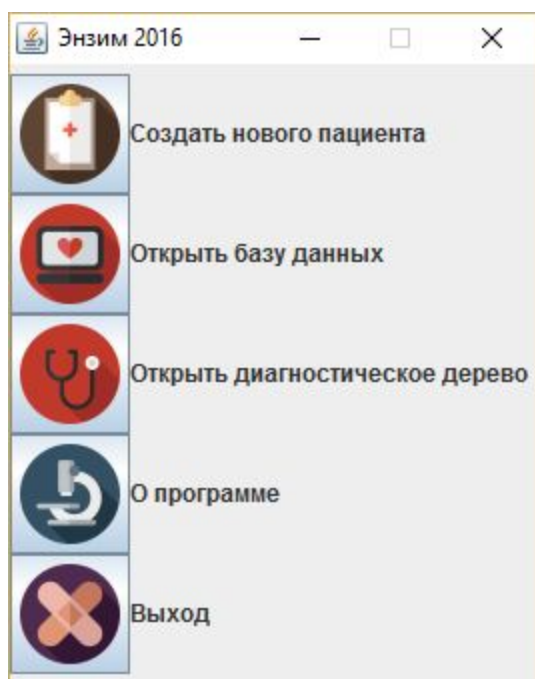 Энзим 2016
Создать нового пациента
Открыть базу данных
Открыть диагностическое дерево
О программе
Выход